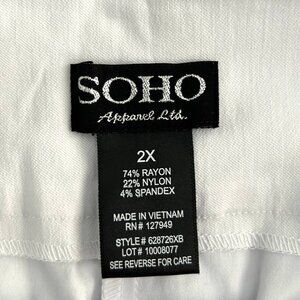 SOHO
Apparel Ltd.
2X
74% RAYON
22% NYLON
4% SPANDEX
MADE IN VIETNAM
RN# 127949
STYLE# 628726XB
LOT# 10008077
SEE REVERSE FOR CARE